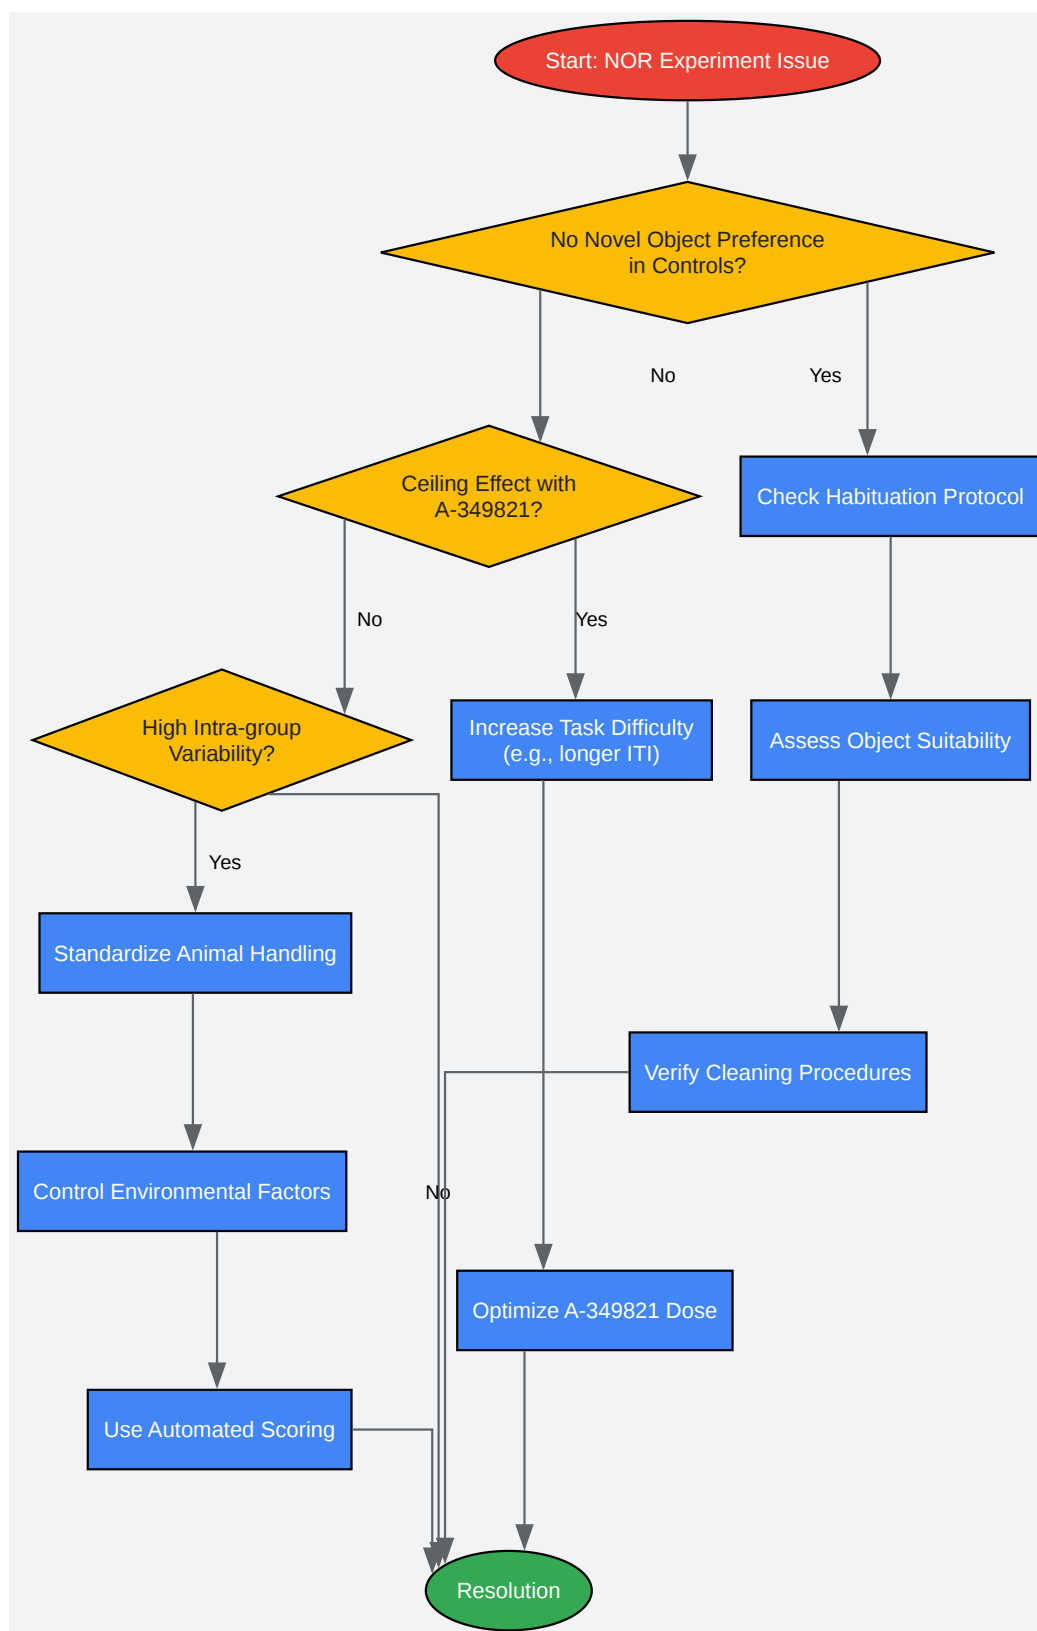 Start: NOR Experiment Issue
No Novel Object Preference
in Controls?
No
Yes
Ceiling Effect with
A-349821?
Check Habituation Protocol
No
Yes
High Intra-group
Variability?
Increase Task Difficulty
(e.g., longer ITI)
Assess Object Suitability
Yes
Standardize Animal Handling
Verify Cleaning Procedures
Control Environmental Factors
No
Optimize A-349821 Dose
Use Automated Scoring
Resolution